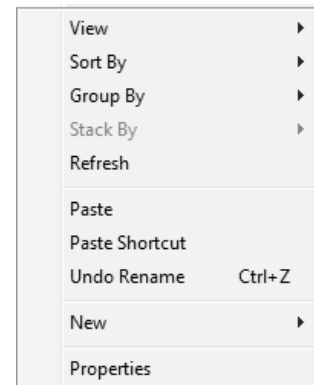 View
Sort By
Group By
Stack By
Refresh
Paste
Paste Shortcut
Undo Rename Ctrl+Z
New
Properties